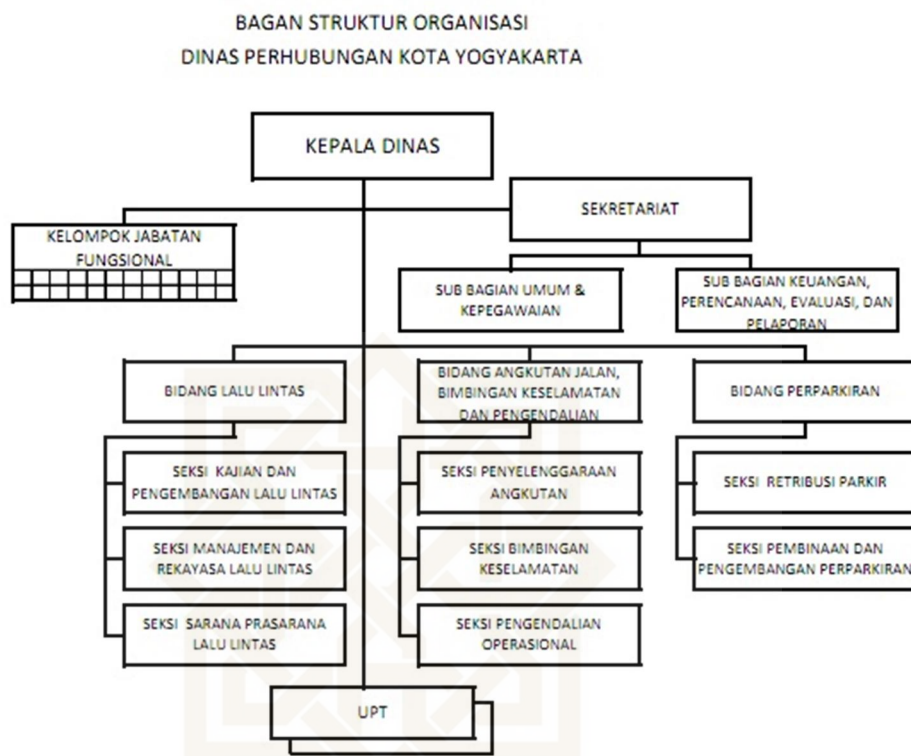 BAGAN STRUKTUR ORGANISASI
DINAS PERHUBUNGAN KOTA YOGYAKARTA
KEPALA DINAS
SEKRETARIAT
KELOMPOK JABATAN
FUNGSIONAL
SUB BAGIAN UMUM &
KEPEGAWAIAN
SUB BAGIAN KEUANGAN,
PERENCANAAN, EVALUASI, DAN
PELAPORAN
BIDANG LALU LINTAS
BIDANG ANGKUTAN JALAN,
BIMBINGAN KESELAMATAN
DAN PENGENDALIAN
BIDANG PERPARKIRAN
SEKSI KAJIAN DAN
PENGEMBANGAN LALU LINTAS
SEKSI PENYELENGGARAAN
ANGKUTAN
SEKSI RETRIBUSI PARKIR
SEKSI MANAJEMEN DAN
REKAYASA LALU LINTAS
SEKSI BIMBINGAN
KESELAMATAN
SEKSI PEMBINAAN DAN
PENGEMBANGAN PERPARKIRAN
SEKSI SARANA PRASARANA
LALU LINTAS
SEKSI PENGENDALIAN
OPERASIONAL
UPT